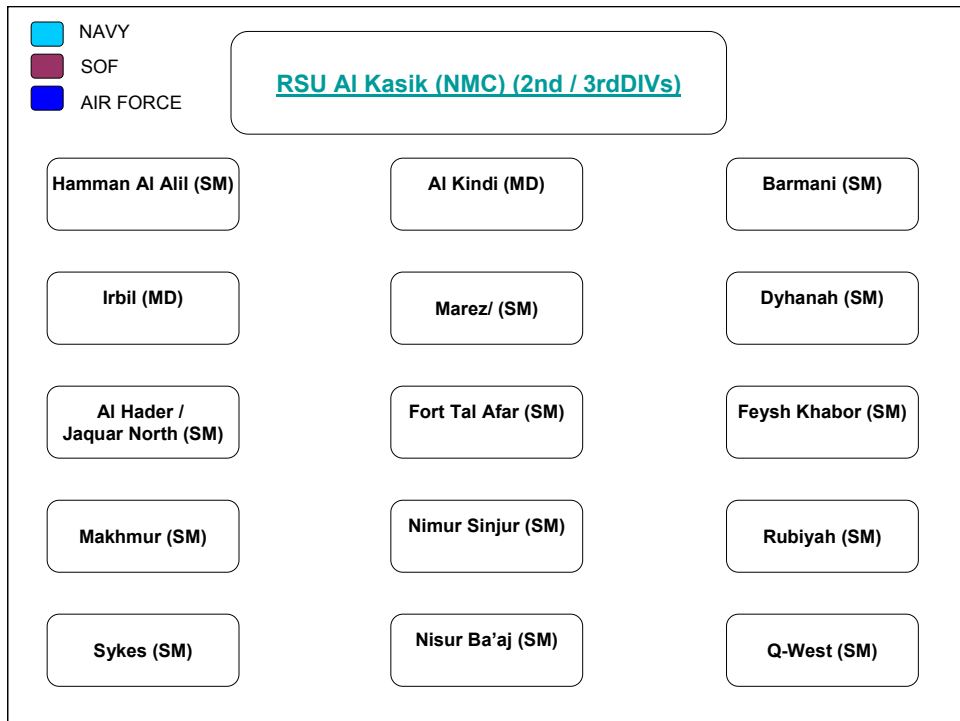 NAVY
SOF
AIR FORCE
RSU Al Kasik (NMC) (2nd / 3rdDIVs)
Hamman Al Alil (SM)
Al Kindi (MD)
Barmani (SM)
Irbil (MD)
Marez/ (SM)
Dyhanah (SM)
Al Hader /
Jaquar North (SM)
Fort Tal Afar (SM)
Feysh Khabor (SM)
Makhmur (SM)
Nimur Sinjur (SM)
Rubiyah (SM)
Sykes (SM)
Nisur Ba’aj (SM)
Q-West (SM)